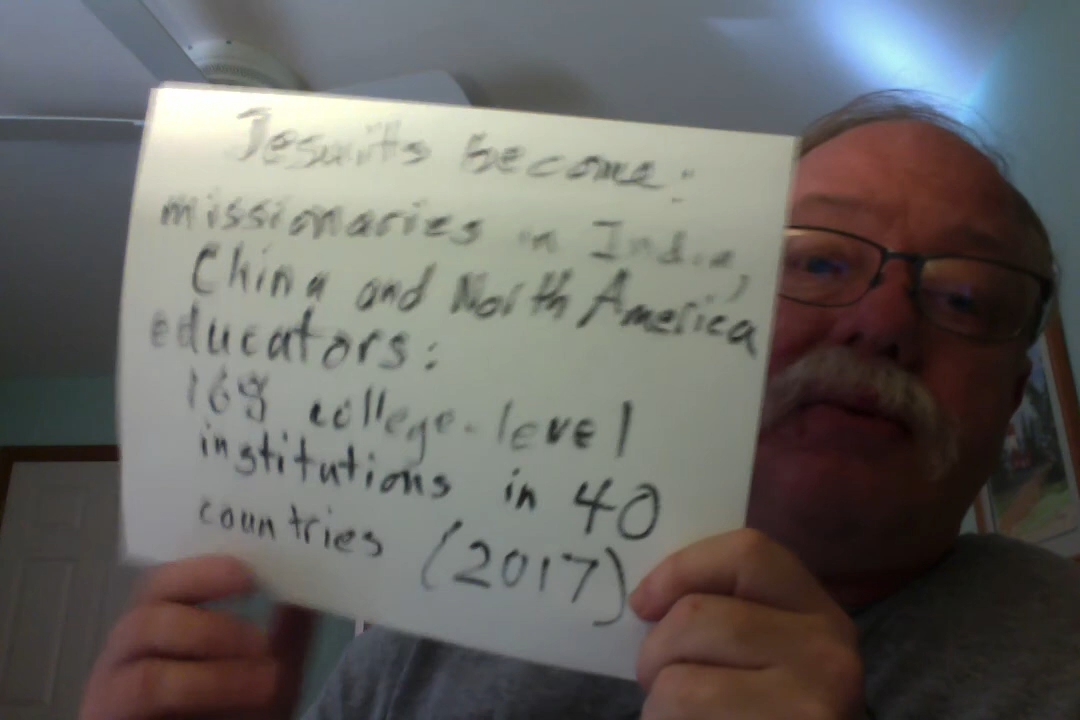 Jesuits become:
missionaries in India,
China and North America
educators:
168 college-level
institutions in 40
countries (2017)